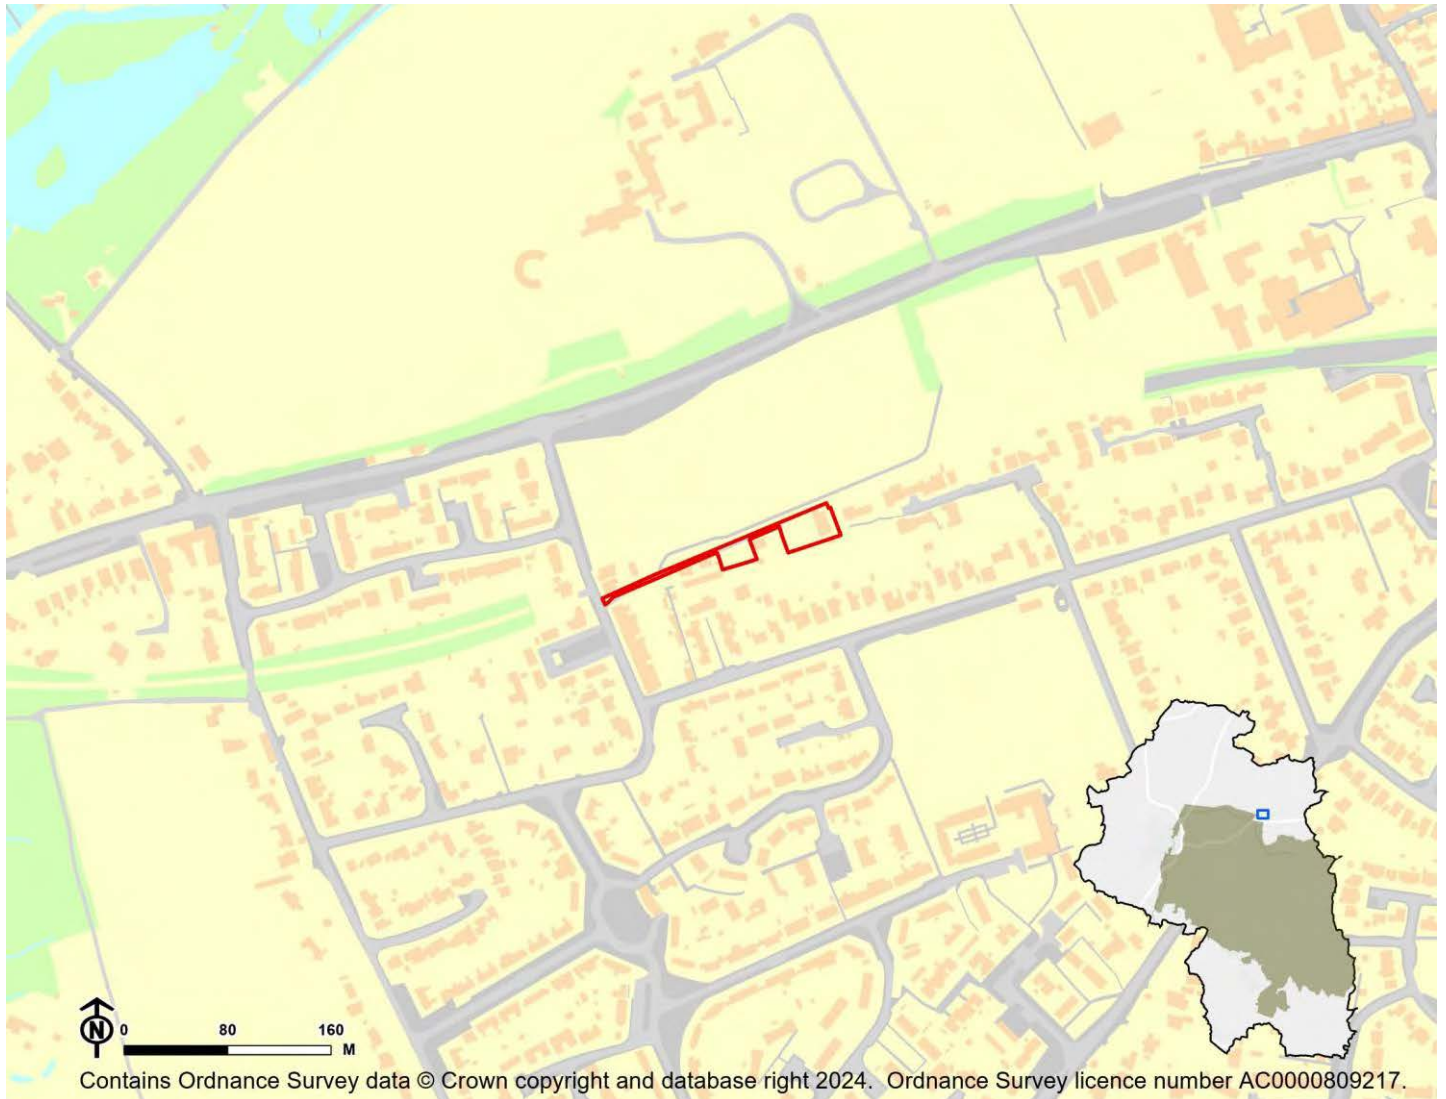 N
0 80 160
M
Contains Ordnance Survey data © Crown copyright and database right 2024. Ordnance Survey licence number AC0000809217.